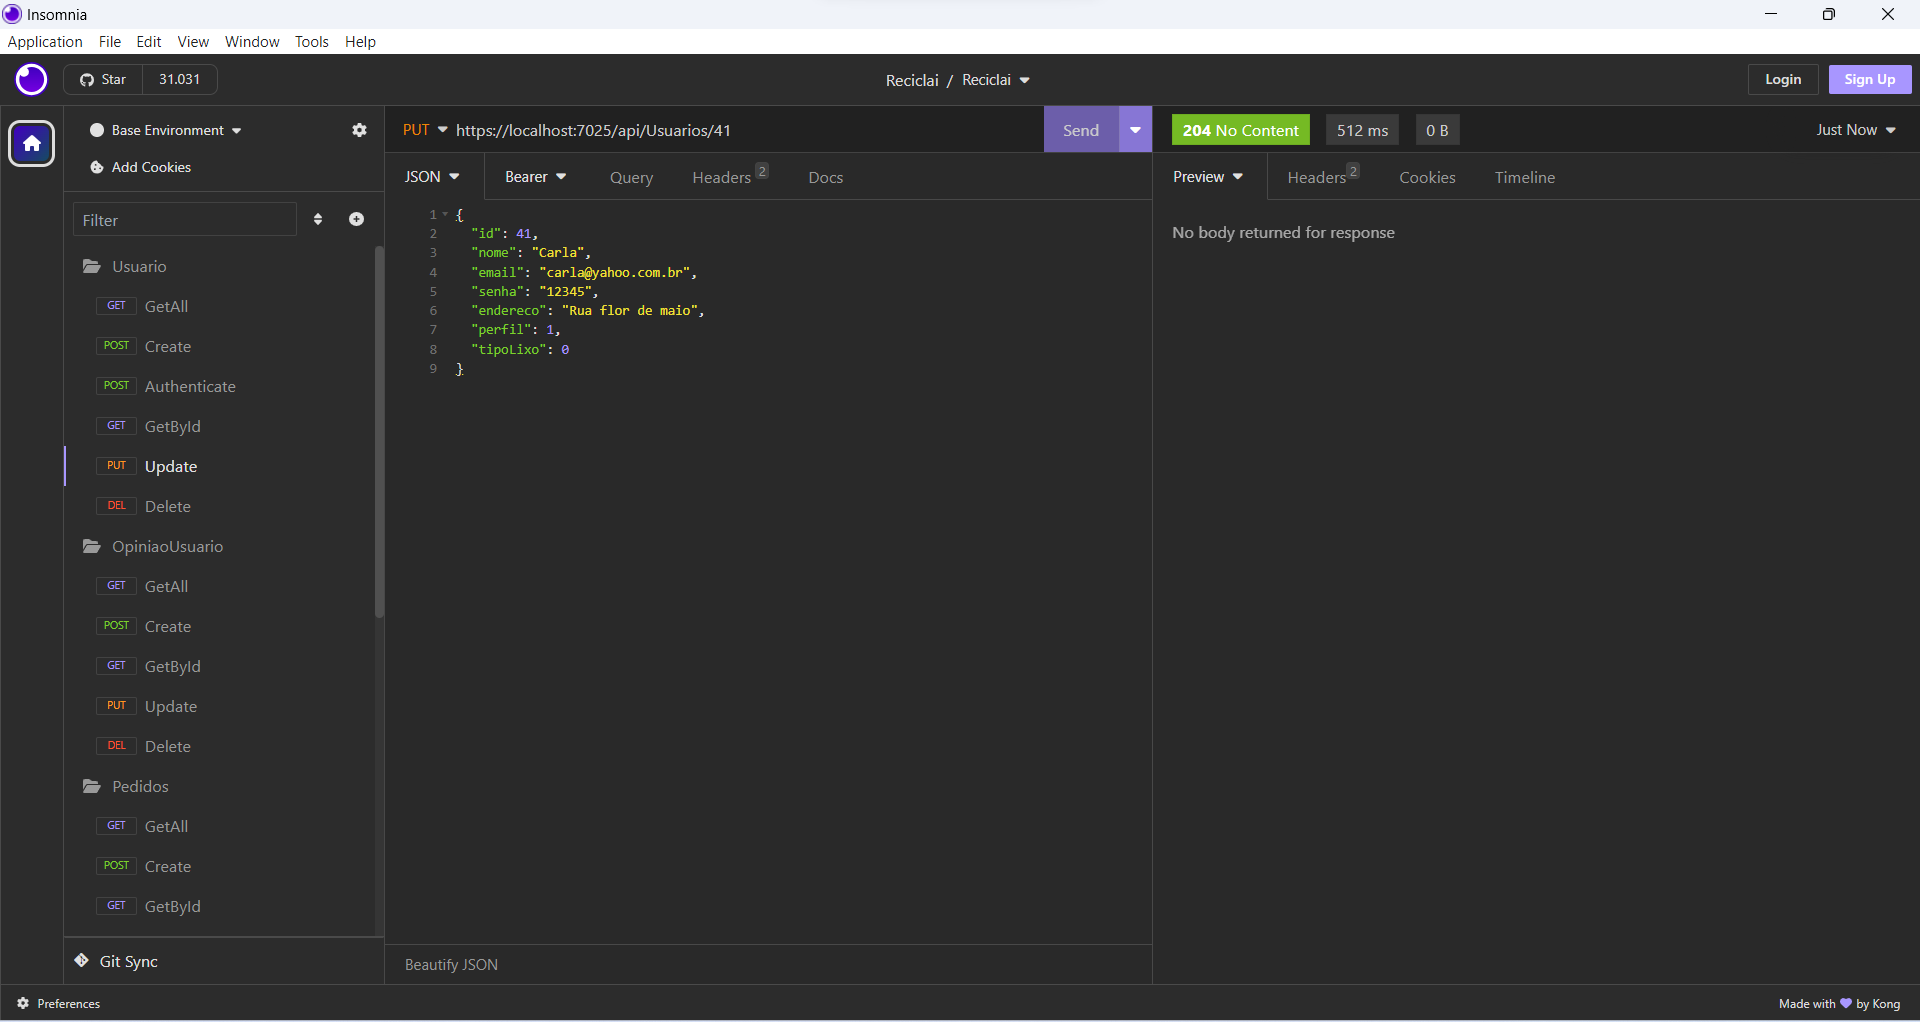 Insomnia
Application File Edit View Window Tools Help
Star 31.031
Reciclai / Reciclai
Login Sign Up
Base Environment
Add Cookies
Filter
Usuario
GET GetAll
POST Create
POST Authenticate
GET GetById
PUT Update
DEL Delete
OpiniaoUsuario
GET GetAll
POST Create
GET GetById
PUT Update
DEL Delete
Pedidos
GET GetAll
POST Create
GET GetById
Git Sync
PUT https://localhost:7025/api/Usuarios/41 Send
JSON Bearer Query Headers 2 Docs
1 {
2 "id": 41,
3 "nome": "Carla",
4 "email": "carla@yahoo.com.br",
5 "senha": "12345",
6 "endereco": "Rua flor de maio",
7 "perfil": 1,
8 "tipoLixo": 0
9 }
Beautify JSON
204 No Content 512 ms 0 B Just Now
Preview Headers 2 Cookies Timeline
No body returned for response
Preferences
Made with 💜 by Kong